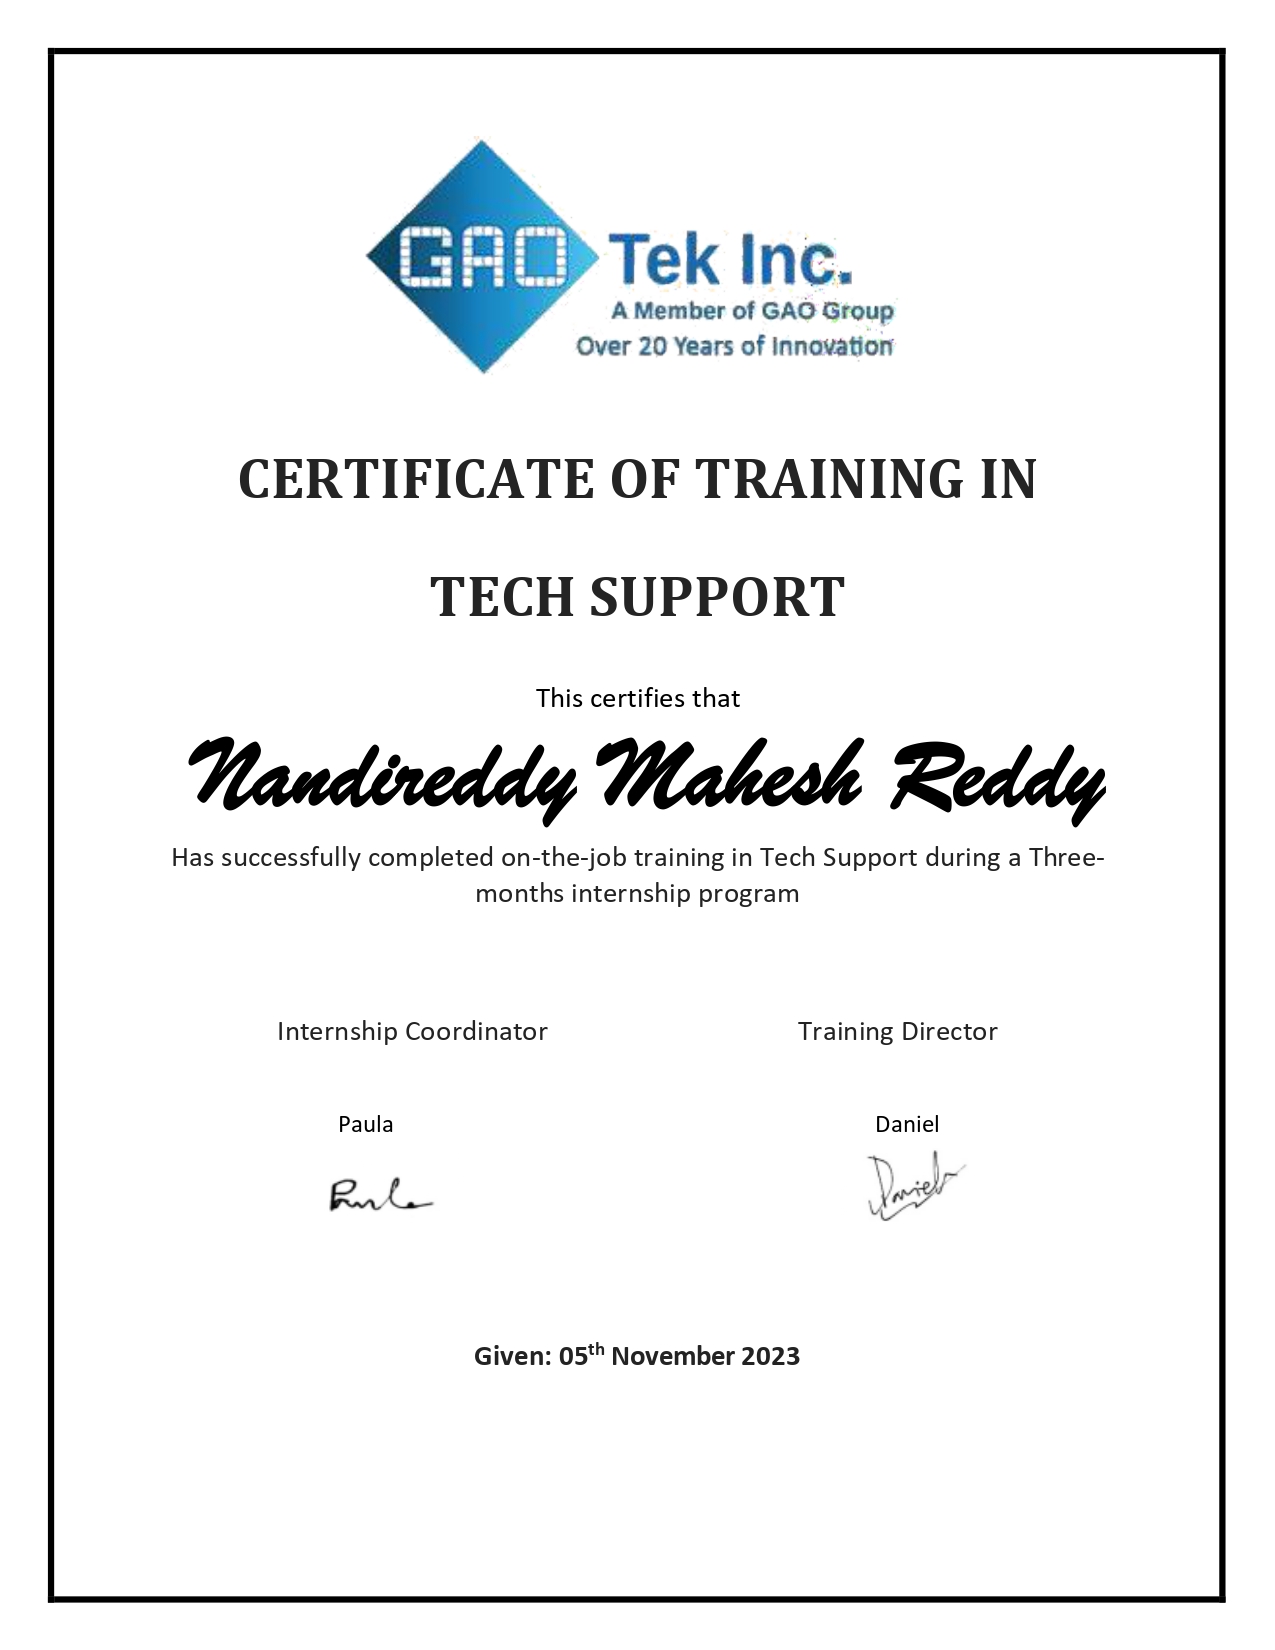 GAO Tek Inc.
A Member of GAO Group
Over 20 Years of Innovation
CERTIFICATE OF TRAINING IN
TECH SUPPORT
This certifies that
Nandireddy Mahesh Reddy
Has successfully completed on-the-job training in Tech Support during a Three-
months internship program
Internship Coordinator Training Director
Paula Daniel
Paula Daniel
Given: 05th November 2023